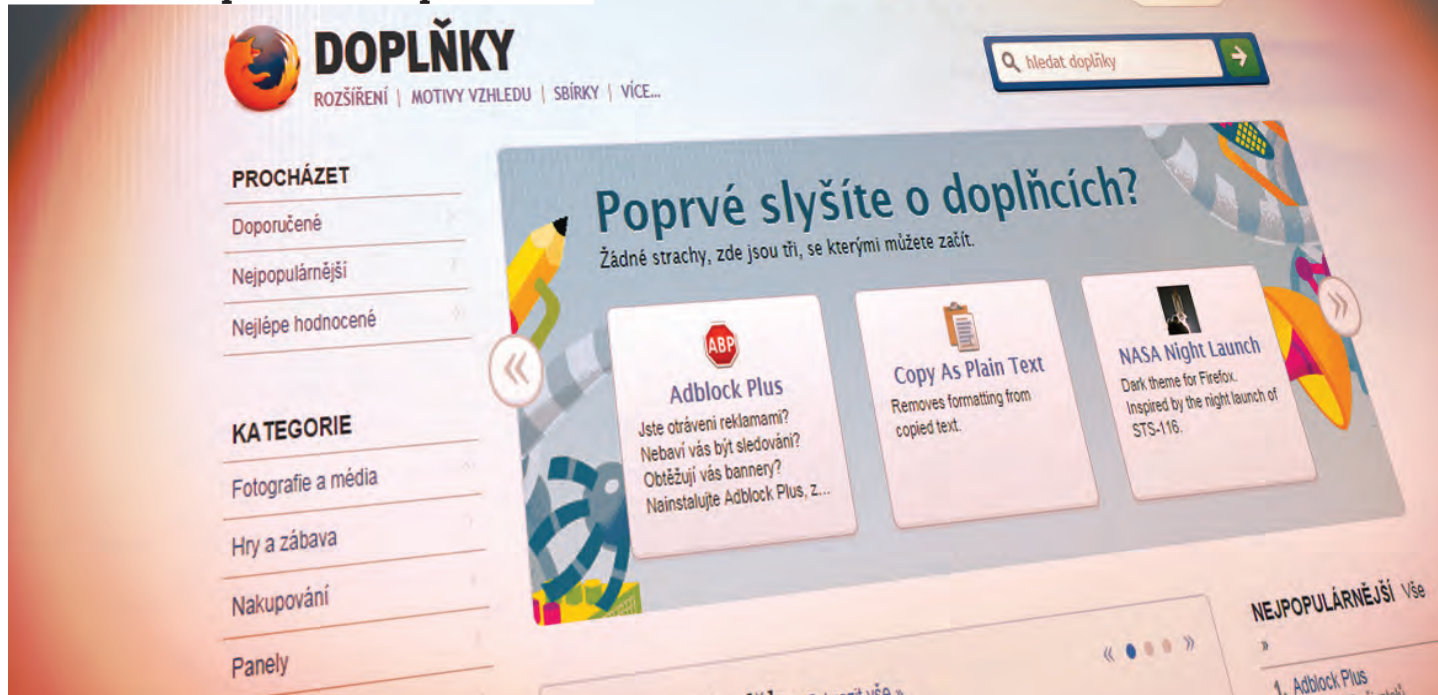 DOPLŇKY
ROZŠÍŘENÍ | MOTIVY VZHLEDU | SBÍRKY | VÍCE...
hledat doplňky
PROCHÁZET
Doporučené
Nejpopulárnější
Nejlépe hodnocené
KATEGORIE
Fotografie a média
Hry a zábava
Nakupování
Panely
Poprvé slyšíte o doplňcích?
Žádné strachy, zde jsou tři, se kterými můžete začít.
ABP
Adblock Plus
Jste otráveni reklamami?
Nebaví vás být sledováni?
Obtěžují vás bannery?
Nainstalujte Adblock Plus, z...
Copy As Plain Text
Removes formatting from
copied text.
NASA Night Launch
Dark theme for Firefox.
Inspired by the night launch of
STS-116.
NEJPOPULÁRNĚJŠÍ Vše
»
1. Adblock Plus
vše »